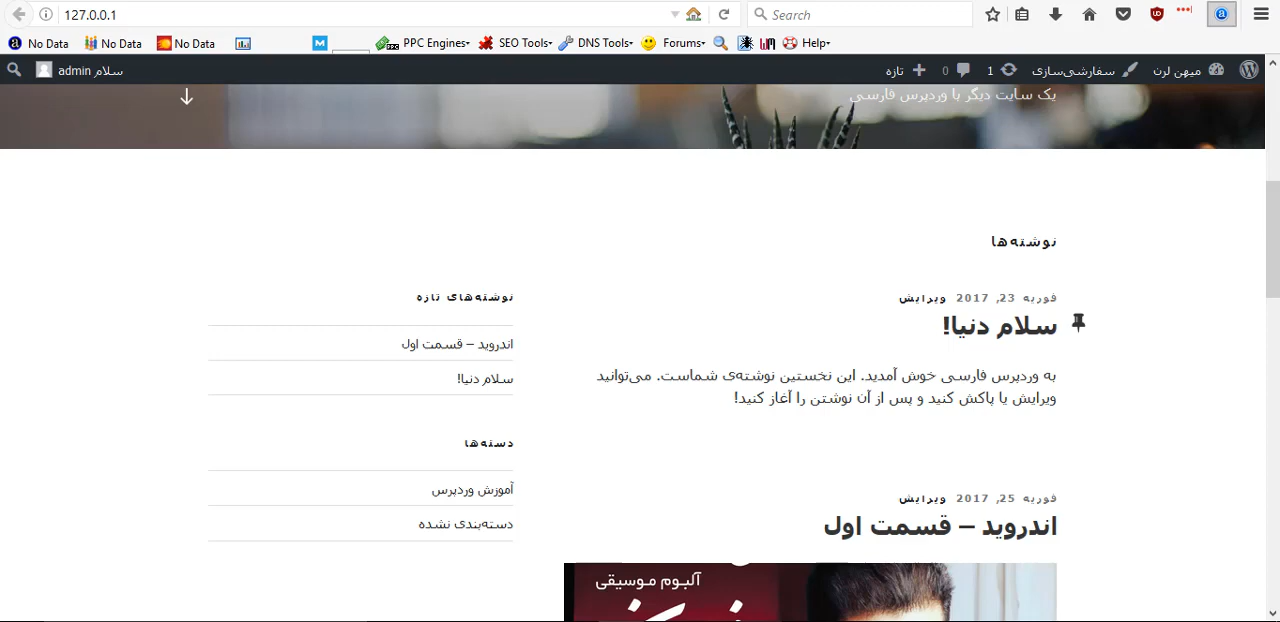 127.0.0.1
Search
No Data
No Data
No Data
PPC Engines
SEO Tools
DNS Tools
Forums
Help
میهن لرن
سفارشی‌سازی
1
0
تازه
سلام admin
یک سایت دیگر با وردپرس فارسی
نوشته‌ها
فوریه 23, 2017 ویرایش
سلام دنیا!
به وردپرس فارسی خوش آمدید. این نخستین نوشته‌ی شماست. می‌توانید
ویرایش یا پاکش کنید و پس از آن نوشتن را آغاز کنید!
فوریه 25, 2017 ویرایش
اندروید – قسمت اول
آلبوم موسیقی
نوشته‌های تازه
اندروید – قسمت اول
سلام دنیا!
دسته‌ها
آموزش وردپرس
دسته‌بندی نشده